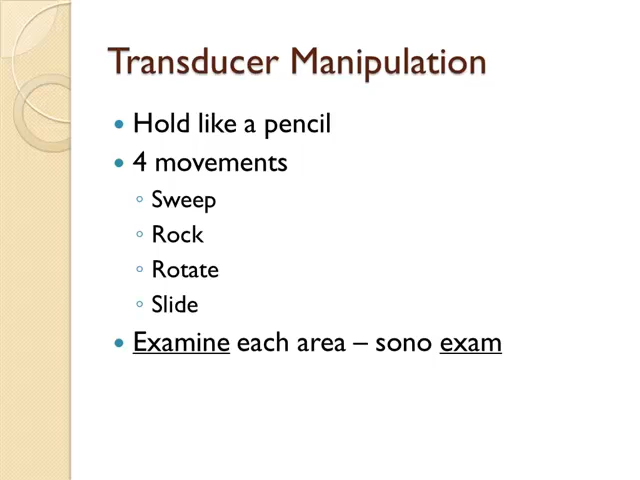 Transducer Manipulation
• Hold like a pencil
• 4 movements
◦ Sweep
◦ Rock
◦ Rotate
◦ Slide
• Examine each area – sono exam